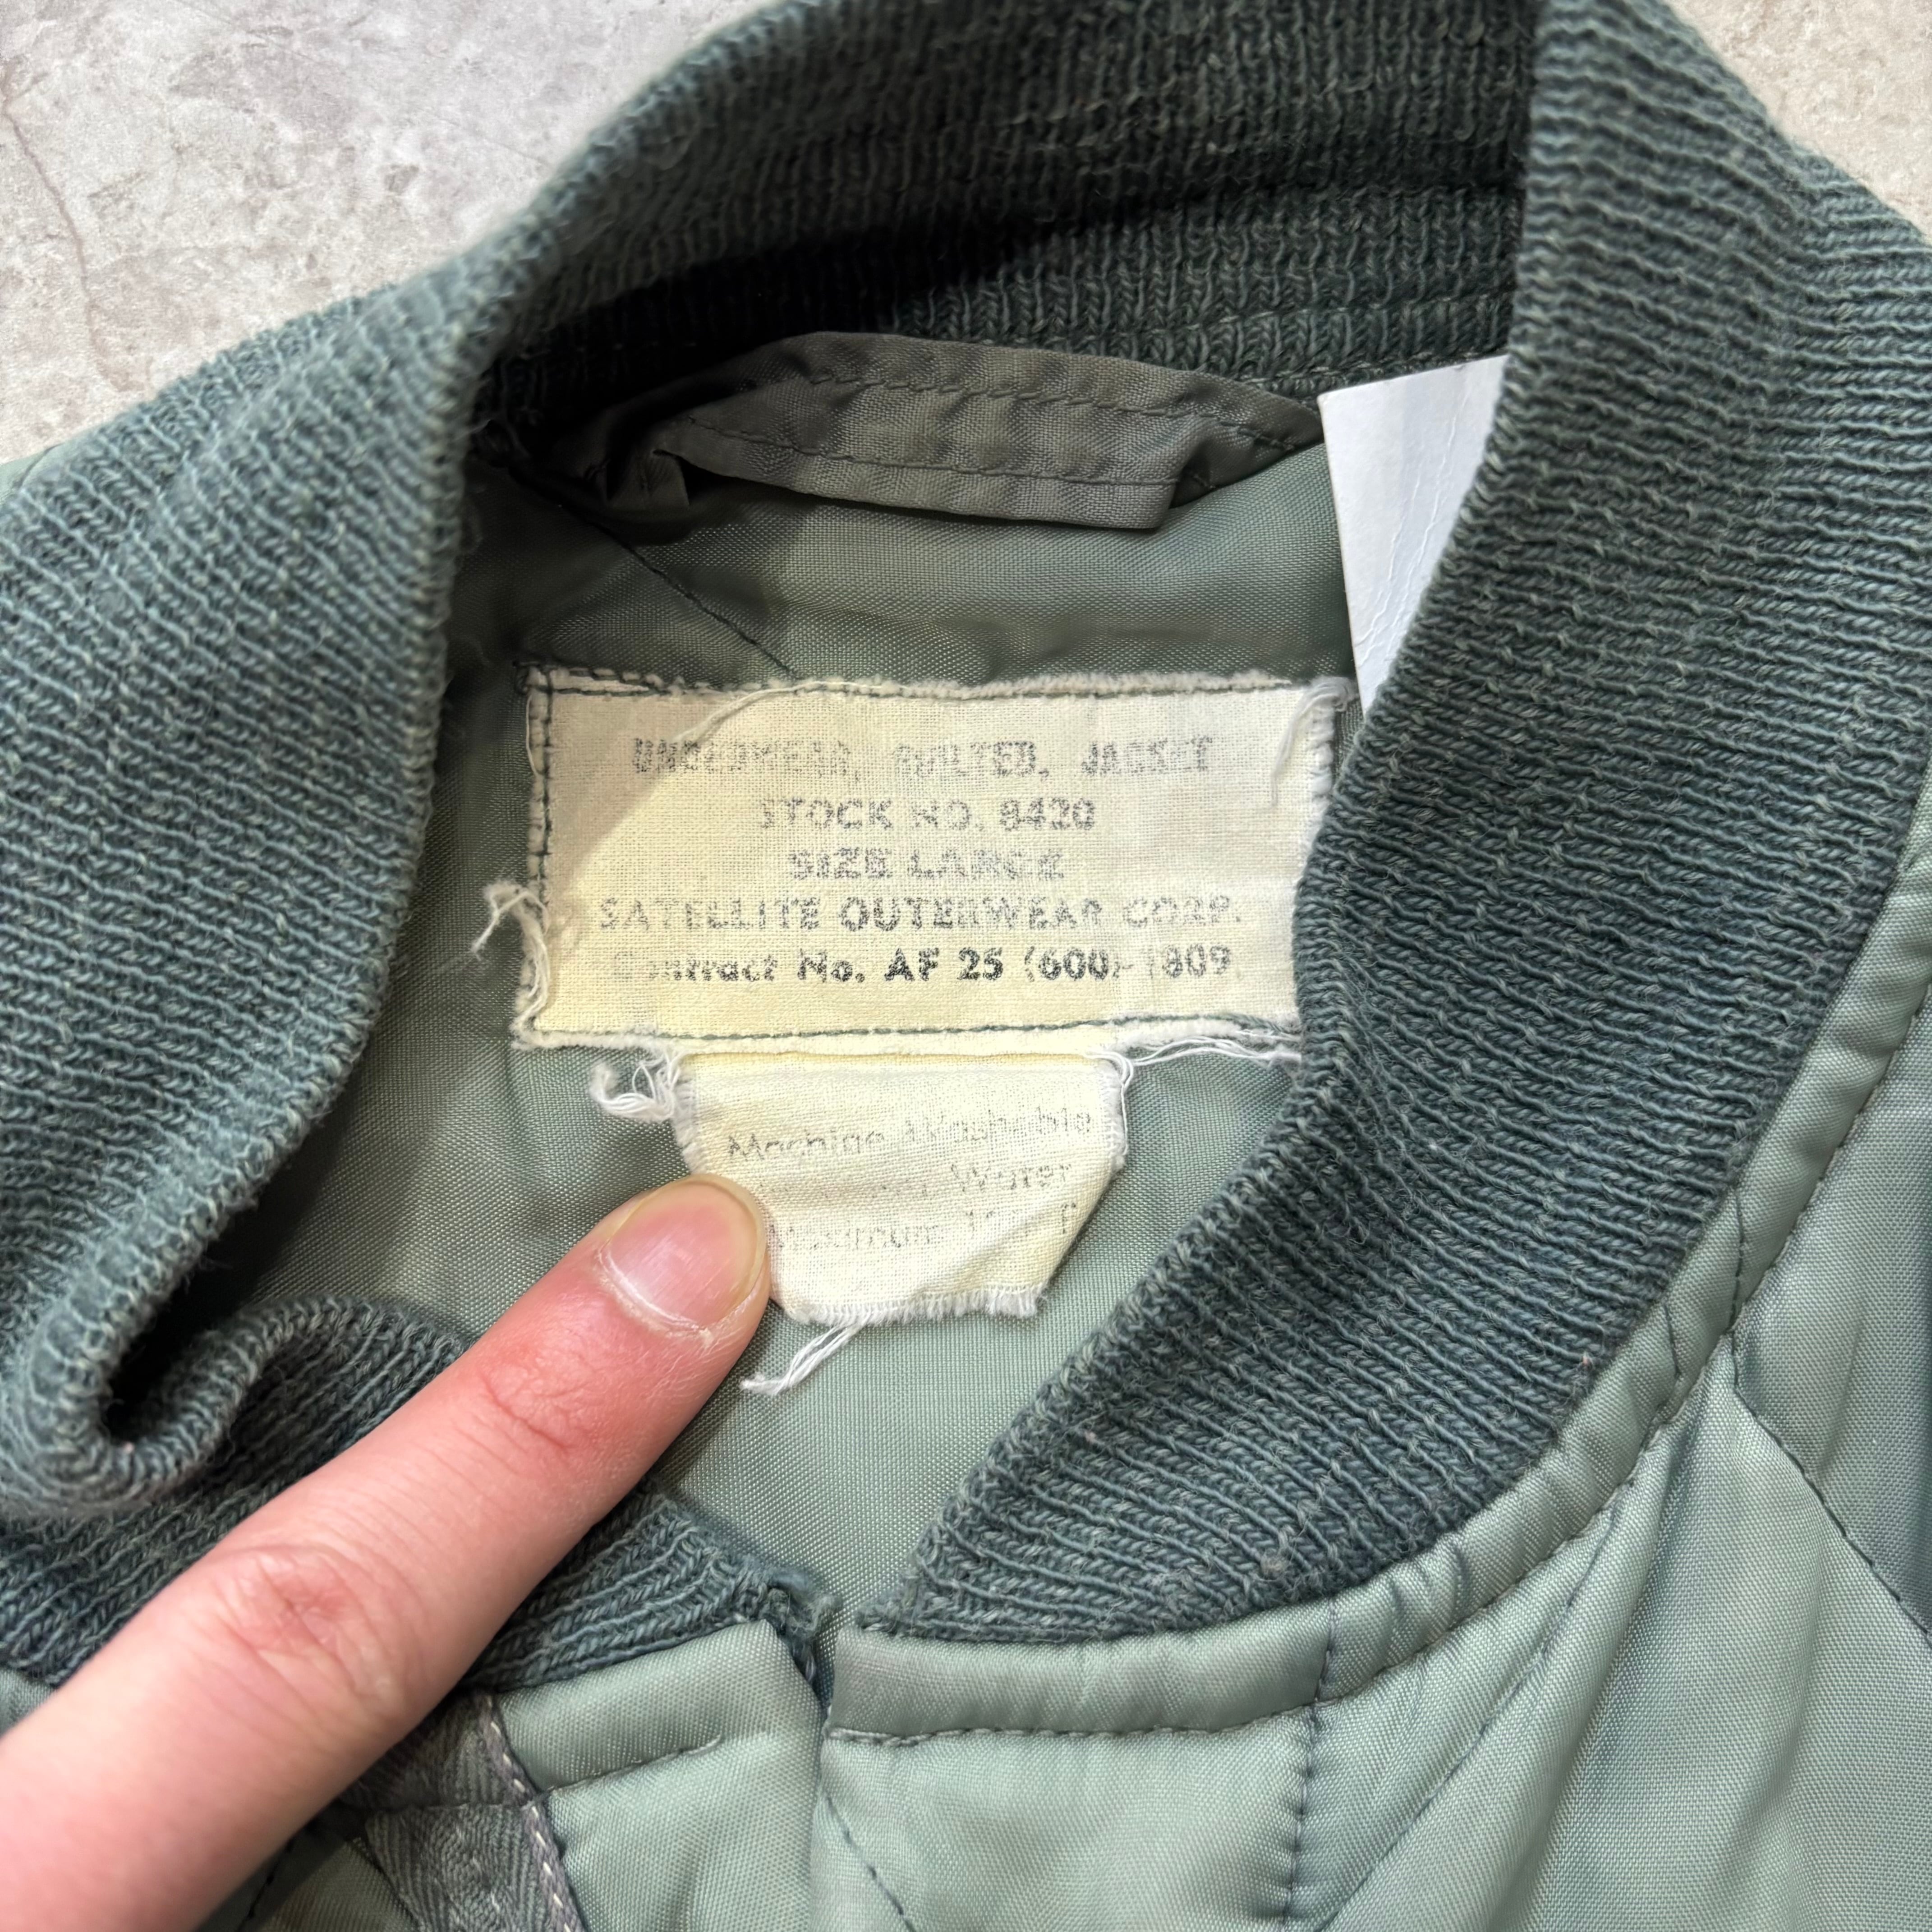 UNDERWEAR, QUILTED, JACKET
STOCK NO. 8420
SIZE LARGE
SATELLITE OUTERWEAR CORP.
Contract No. AF 25 (600)-1809
Machine Washable
Water
Maximum F